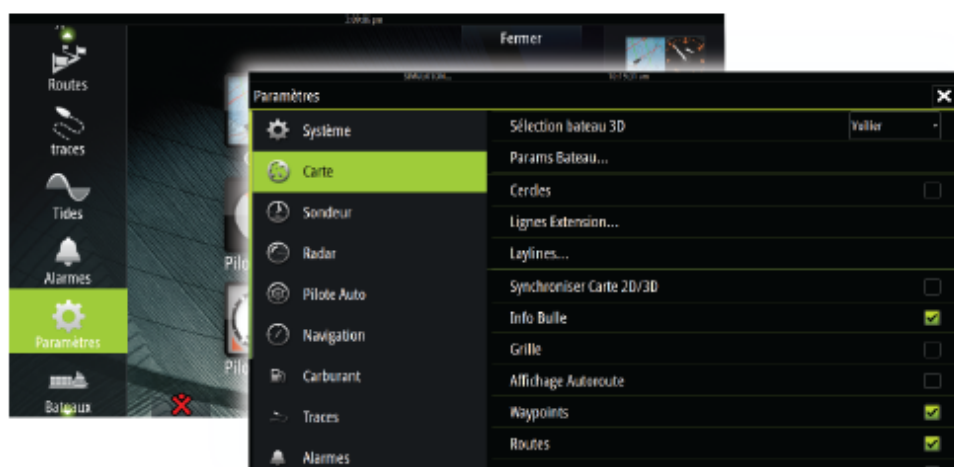 Fermer
Routes
traces
Tides
Alarmes
Paramètres
Bateaux
Pilo
Pilo
Paramètres
Système
Carte
Sondeur
Radar
Pilote Auto
Navigation
Carburant
Traces
Alarmes
Sélection bateau 3D
Voilier
Params Bateau...
Cercles
Lignes Extension...
Laylines...
Synchroniser Carte 2D/3D
Info Bulle
Grille
Affichage Autoroute
Waypoints
Routes